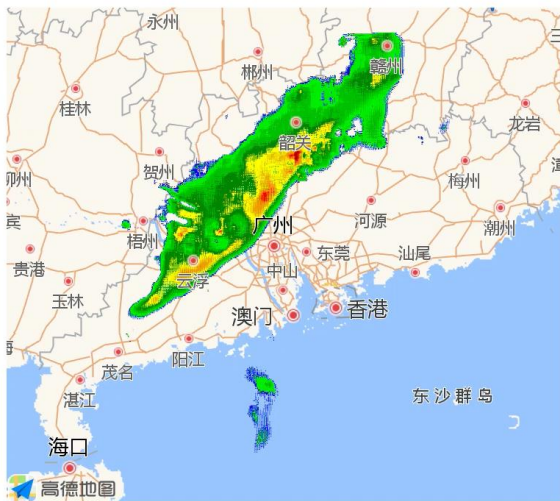 永州
郴州
赣州
桂林
韶关
龙岩
贺州
柳州
梅州
宾
梧州
广州
河源
潮州
贵港
云浮
中山
东莞
汕尾
玉林
澳门
香港
阳江
茂名
湛江
东沙群岛
海口
高德地图